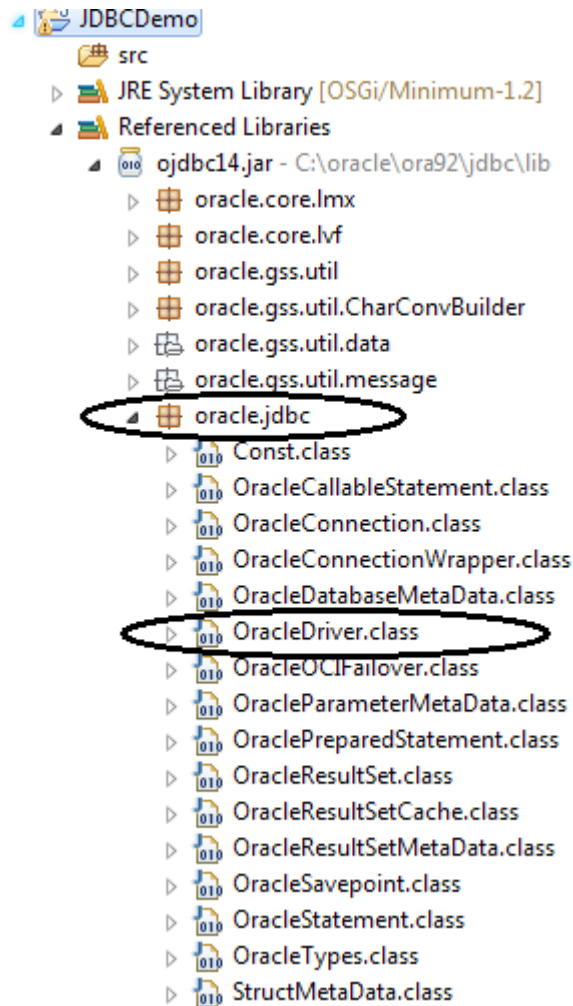 JDBCDemo
src
JRE System Library [OSGi/Minimum-1.2]
Referenced Libraries
ojdbc14.jar - C:\oracle\ora92\jdbc\lib
oracle.core.lmx
oracle.core.lvf
oracle.gss.util
oracle.gss.util.CharConvBuilder
oracle.gss.util.data
oracle.gss.util.message
oracle.jdbc
Const.class
OracleCallableStatement.class
OracleConnection.class
OracleConnectionWrapper.class
OracleDatabaseMetaData.class
OracleDriver.class
OracleOCIFailover.class
OracleParameterMetaData.class
OraclePreparedStatement.class
OracleResultSet.class
OracleResultSetCache.class
OracleResultSetMetaData.class
OracleSavepoint.class
OracleStatement.class
OracleTypes.class
StructMetaData.class